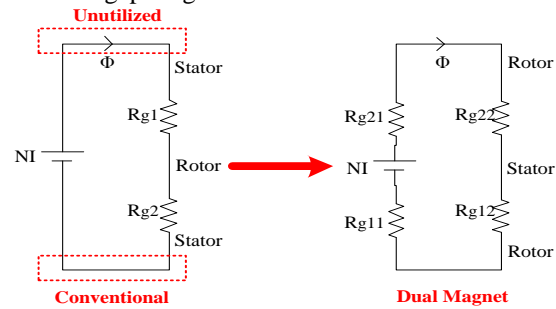 Unutilized
Φ
Stator
Rg1
NI
Rotor
Rg2
Stator
Conventional
Φ
Rotor
Rg21
Rg22
NI
Stator
Rg11
Rg12
Rotor
Dual Magnet